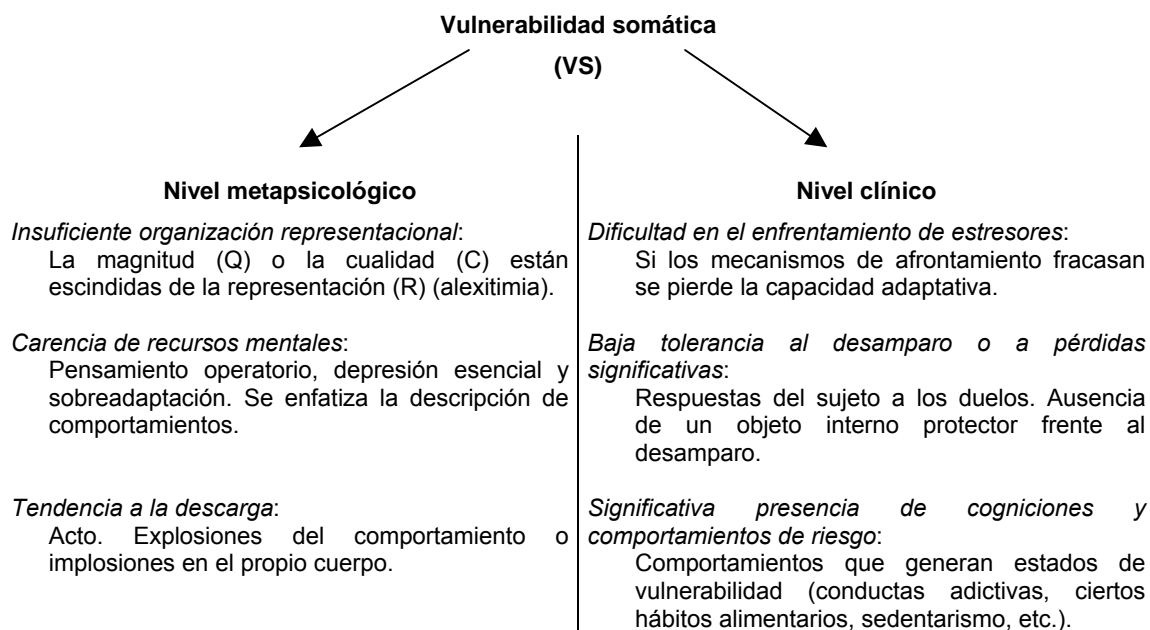 Vulnerabilidad somática
(VS)
Nivel metapsicológico
Insuficiente organización representacional:
La magnitud (Q) o la cualidad (C) están
escindidas de la representación (R) (alexitimia).
Carencia de recursos mentales:
Pensamiento operatorio, depresión esencial y
sobreadaptación. Se enfatiza la descripción de
comportamientos.
Tendencia a la descarga:
Acto. Explosiones del comportamiento o
implosiones en el propio cuerpo.
Nivel clínico
Dificultad en el enfrentamiento de estresores:
Si los mecanismos de afrontamiento fracasan
se pierde la capacidad adaptativa.
Baja tolerancia al desamparo o a pérdidas
significativas:
Respuestas del sujeto a los duelos. Ausencia
de un objeto interno protector frente al
desamparo.
Significativa presencia de cogniciones y
comportamientos de riesgo:
Comportamientos que generan estados de
vulnerabilidad (conductas adictivas, ciertos
hábitos alimentarios, sedentarismo, etc.).